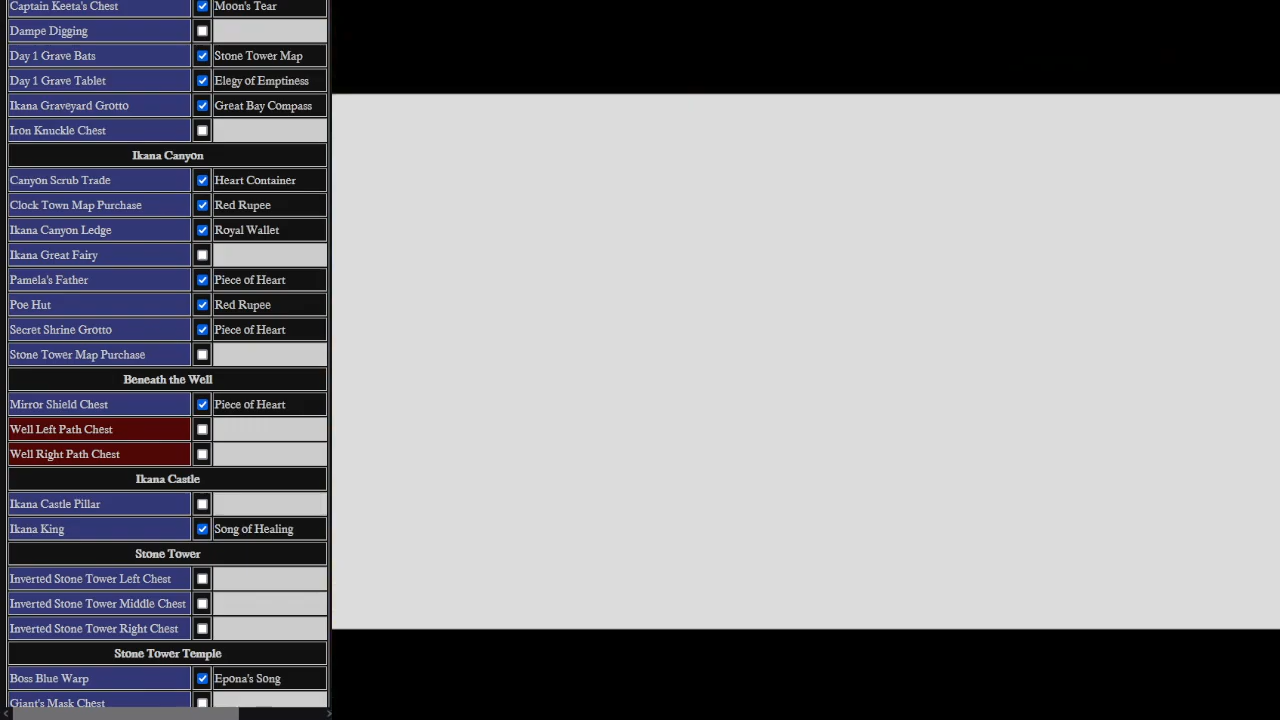 Captain Keeta's Chest Moon's Tear
Dampe Digging
Day 1 Grave Bats Stone Tower Map
Day 1 Grave Tablet Elegy of Emptiness
Ikana Graveyard Grotto Great Bay Compass
Iron Knuckle Chest
Ikana Canyon
Canyon Scrub Trade Heart Container
Clock Town Map Purchase Red Rupee
Ikana Canyon Ledge Royal Wallet
Ikana Great Fairy
Pamela's Father Piece of Heart
Poe Hut Red Rupee
Secret Shrine Grotto Piece of Heart
Stone Tower Map Purchase
Beneath the Well
Mirror Shield Chest Piece of Heart
Well Left Path Chest
Well Right Path Chest
Ikana Castle
Ikana Castle Pillar
Ikana King Song of Healing
Stone Tower
Inverted Stone Tower Left Chest
Inverted Stone Tower Middle Chest
Inverted Stone Tower Right Chest
Stone Tower Temple
Boss Blue Warp Epona's Song
Giant's Mask Chest